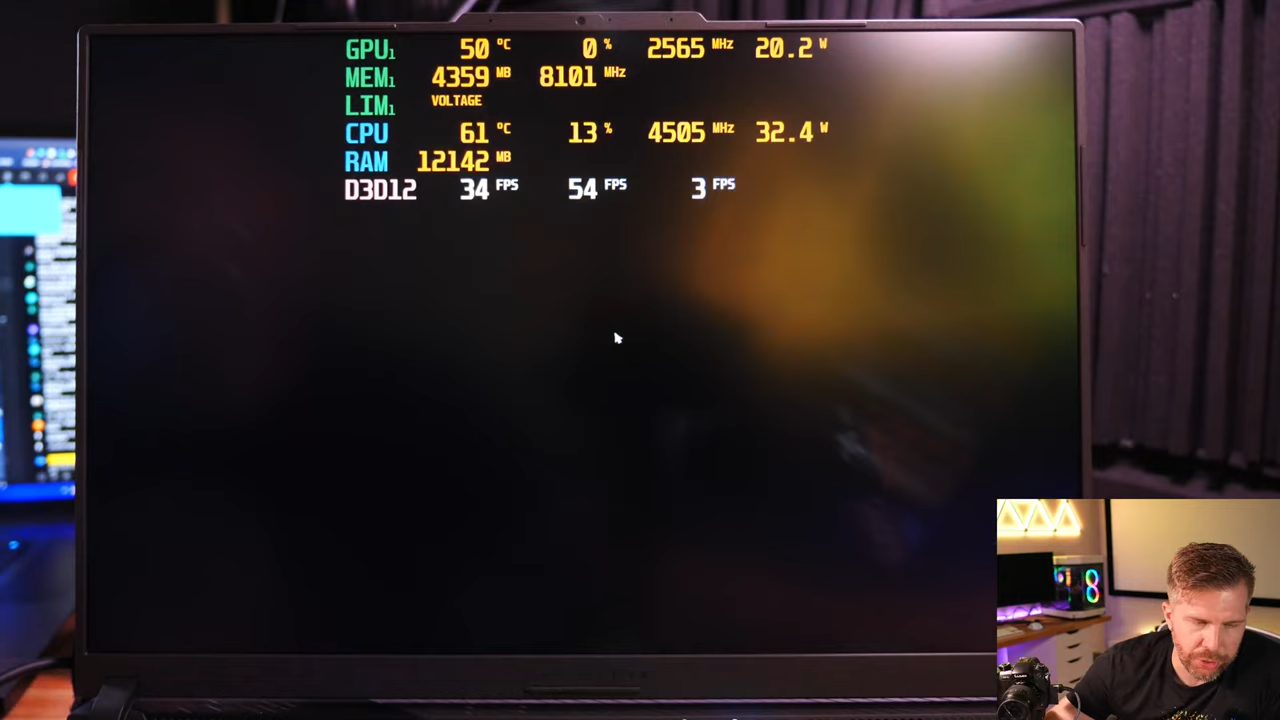 GPU1 50 °C 0 % 2565 MHz 20.2 W
MEM1 4359 MB 8101 MHz
LIM1 VOLTAGE
CPU 61 °C 13 % 4505 MHz 32.4 W
RAM 12142 MB
D3D12 34 FPS 54 FPS 3 FPS